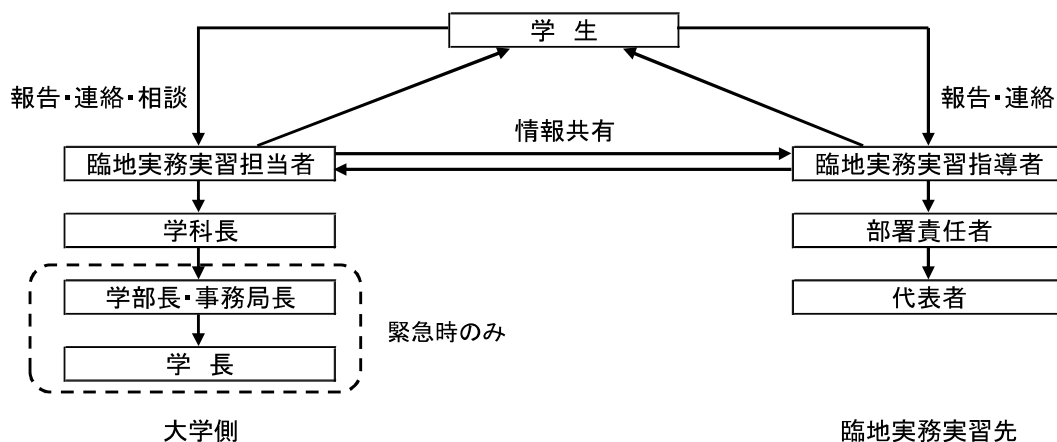 学 生
報告・連絡・相談
報告・連絡
情報共有
臨地実務実習担当者
臨地実務実習指導者
学科長
部署責任者
学部長・事務局長
代表者
緊急時のみ
学 長
大学側
臨地実務実習先